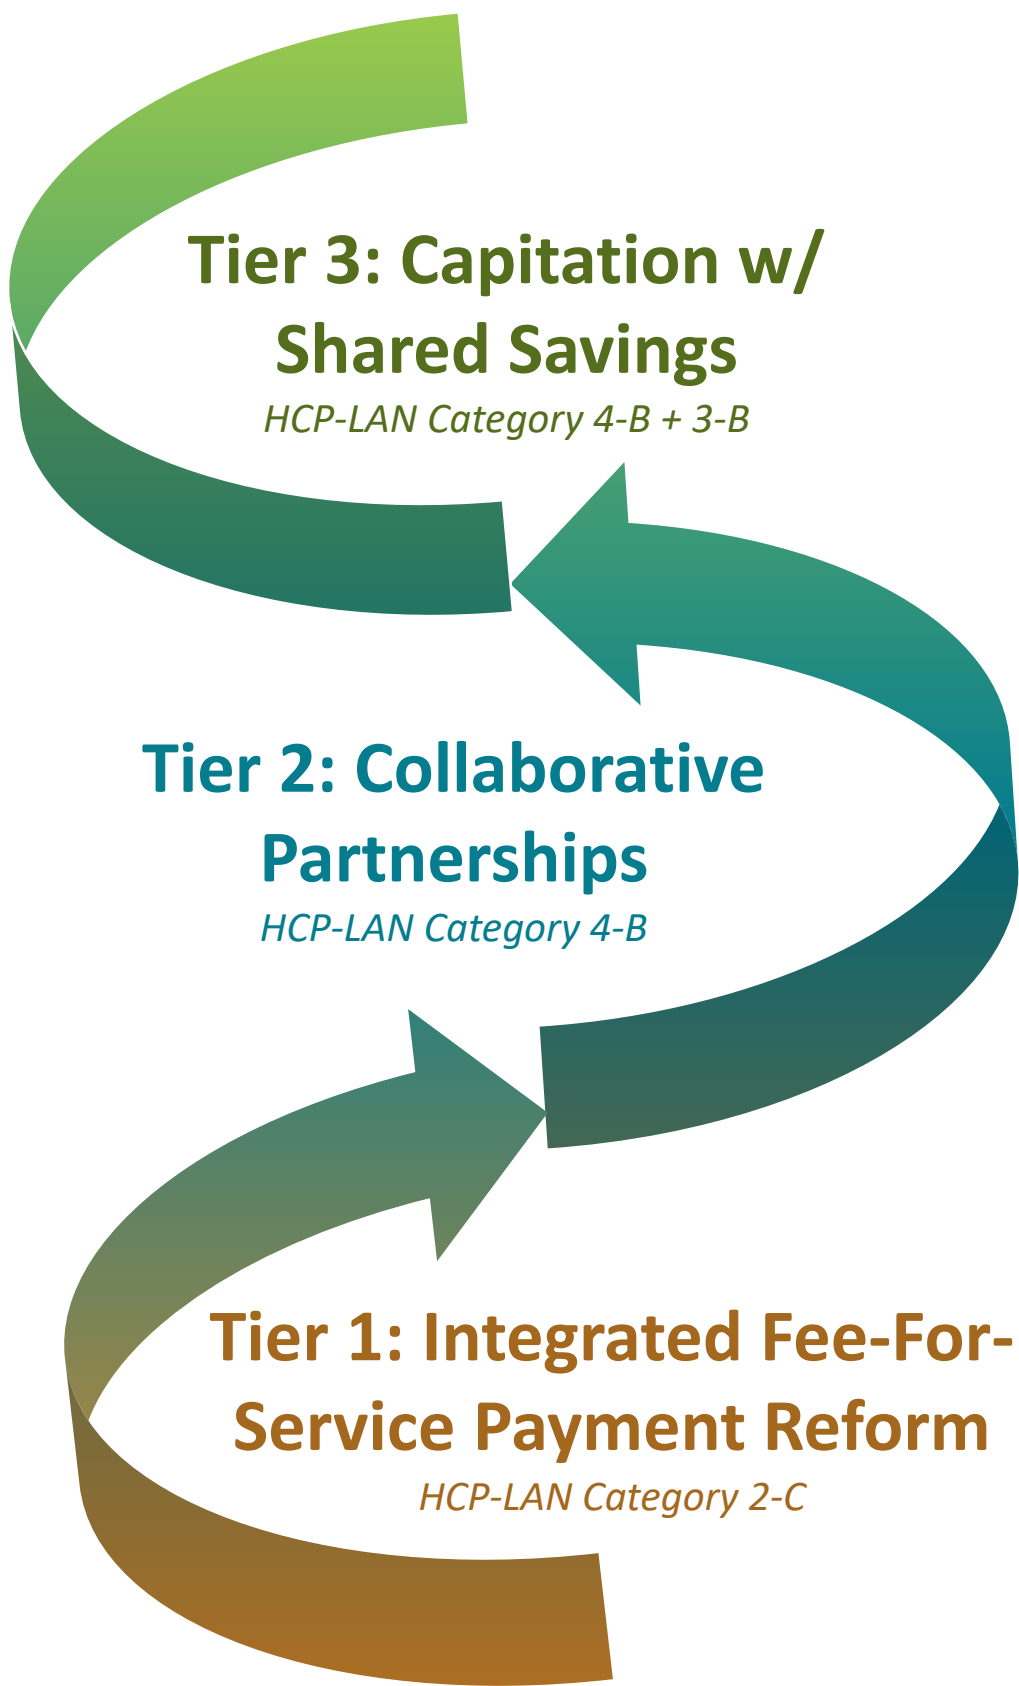 Tier 3: Capitation w/
Shared Savings
HCP-LAN Category 4-B + 3-B
Tier 2: Collaborative
Partnerships
HCP-LAN Category 4-B
Tier 1: Integrated Fee-For-
Service Payment Reform
HCP-LAN Category 2-C